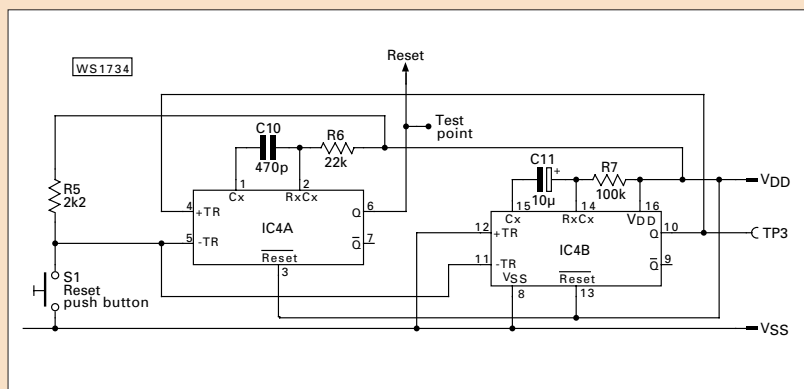 WS1734
Reset
Test
point
C10
470p
R6
22k
R5
2k2
1
2
Cx
RxCx
4
+TR
Q
6
IC4A
5
-TR
Q
7
Reset
3
S1
Reset
push button
C11
+
10µ
R7
100k
VDD
15
14
16
Cx
RxCx
VDD
12
+TR
Q
10
TP3
IC4B
11
-TR
Q
9
VSS
Reset
8
13
VSS